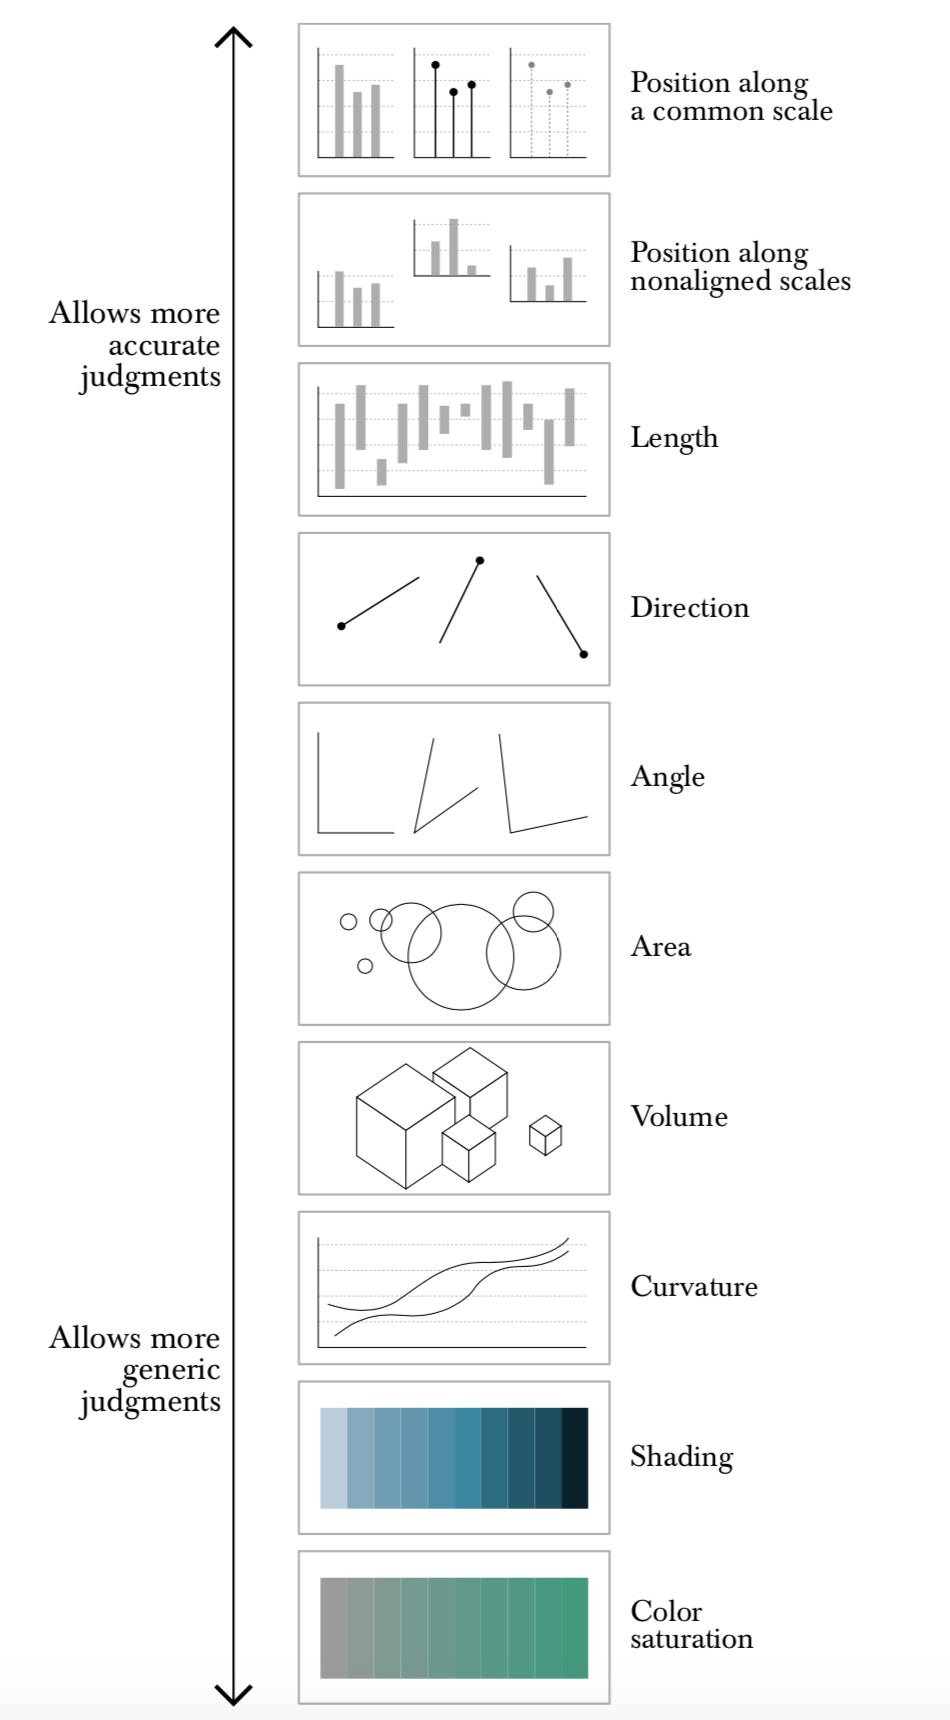 Position along
a common scale
Position along
nonaligned scales
Allows more
accurate
judgments
Length
Direction
Angle
Area
Volume
Curvature
Allows more
generic
judgments
Shading
Color
saturation